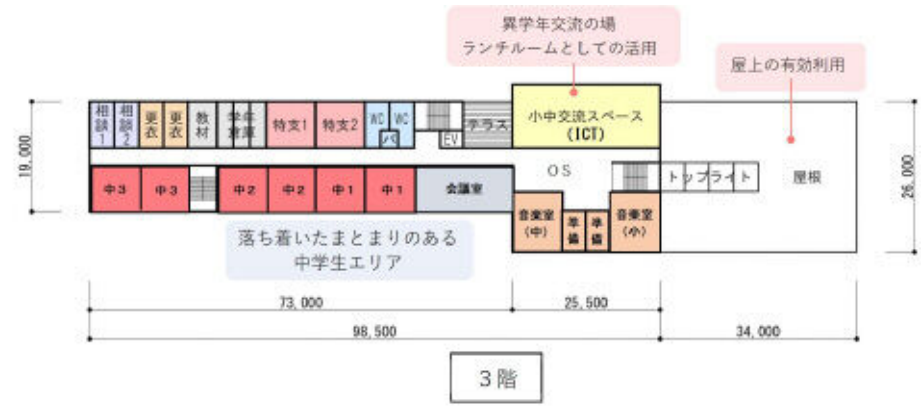 異学年交流の場
ランチルームとしての活用
屋上の有効利用
相談1
相談2
更衣
更衣
教材
学年倉庫
特支1
特支2
WC
WC
パ
EV
テラス
小中交流スペース
(ICT)
19,000
OS
トップライト
屋根
26,000
中3
中3
中2
中2
中1
中1
会議室
音楽室
(中)
準備
準備
音楽室
(小)
落ち着いたまとまりのある
中学生エリア
73,000
25,500
98,500
34,000
3階